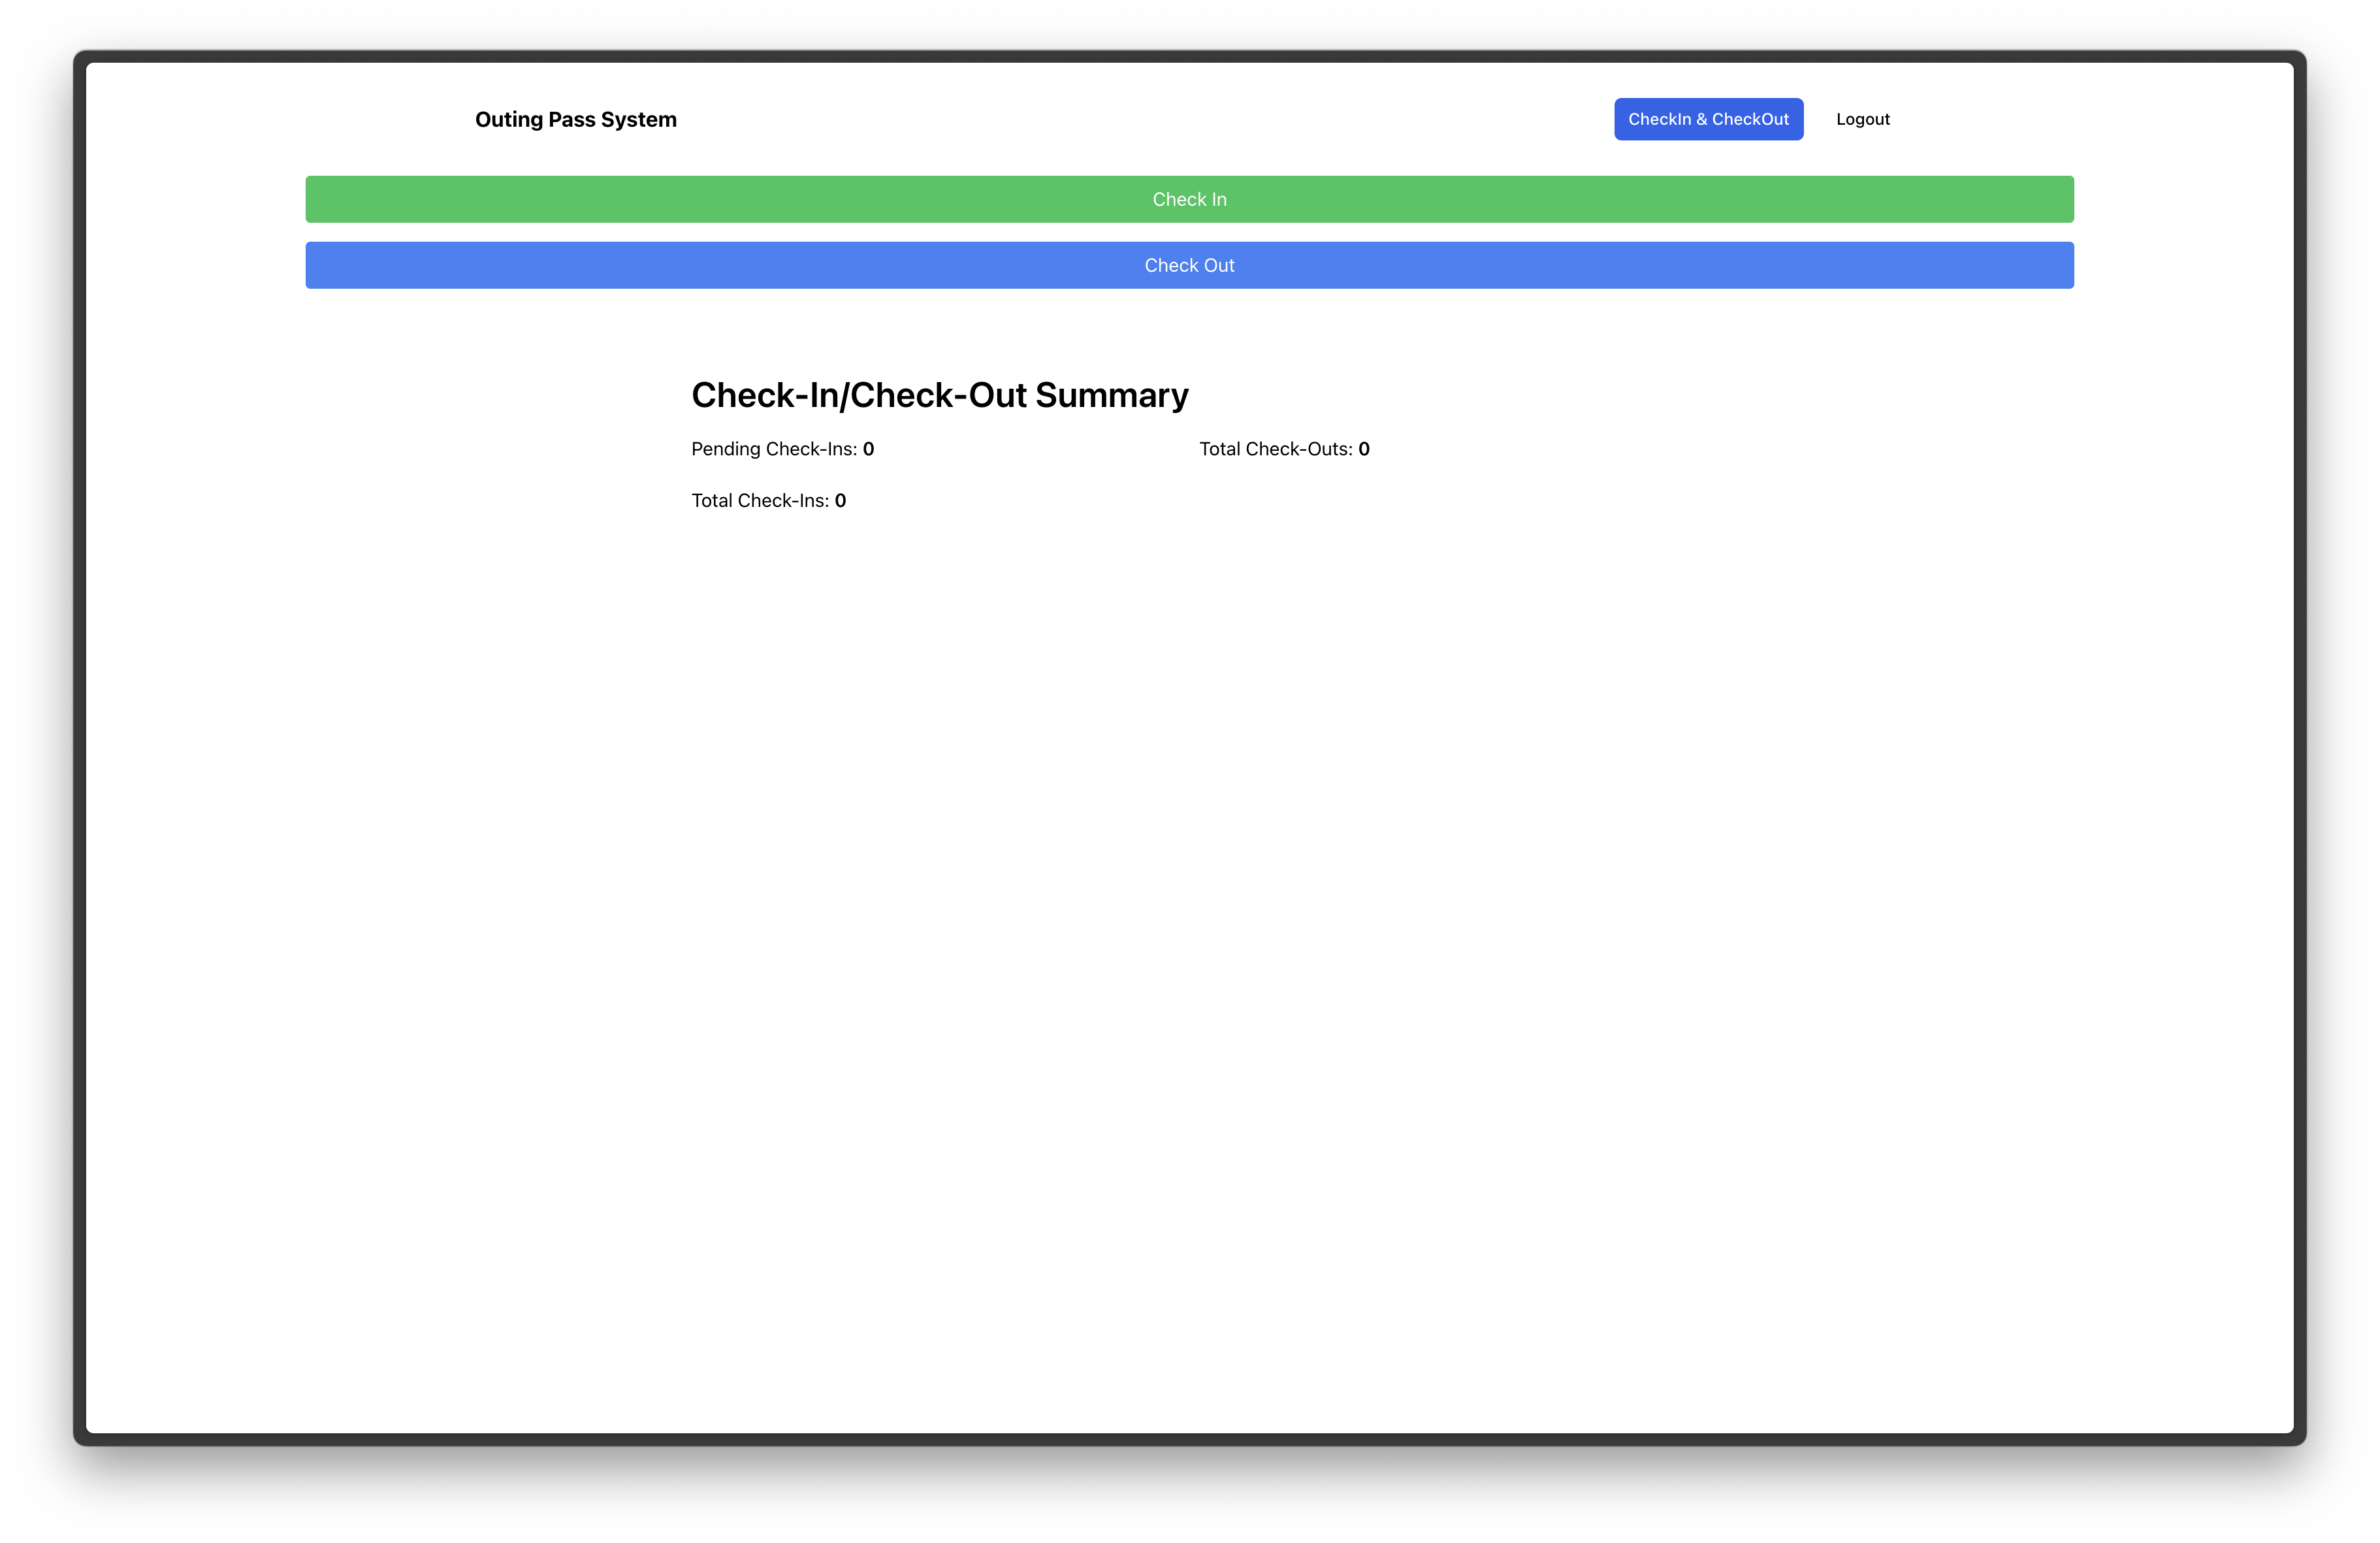 Outing Pass System
CheckIn & CheckOut
Logout
Check In
Check Out
Check-In/Check-Out Summary
Pending Check-Ins: 0
Total Check-Outs: 0
Total Check-Ins: 0